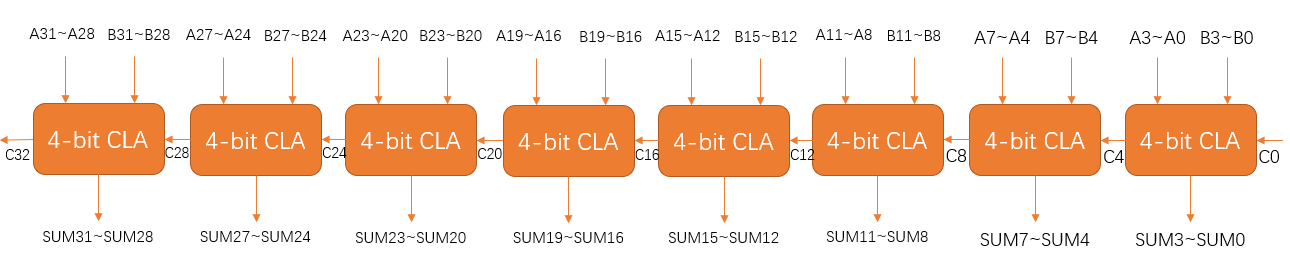 A31~A28 B31~B28 A27~A24 B27~B24 A23~A20 B23~B20 A19~A16 B19~B16 A15~A12 B15~B12 A11~A8 B11~B8 A7~A4 B7~B4 A3~A0 B3~B0
4-bit CLA 4-bit CLA 4-bit CLA 4-bit CLA 4-bit CLA 4-bit CLA 4-bit CLA 4-bit CLA
C32 C28 C24 C20 C16 C12 C8 C4 C0
SUM31~SUM28 SUM27~SUM24 SUM23~SUM20 SUM19~SUM16 SUM15~SUM12 SUM11~SUM8 SUM7~SUM4 SUM3~SUM0